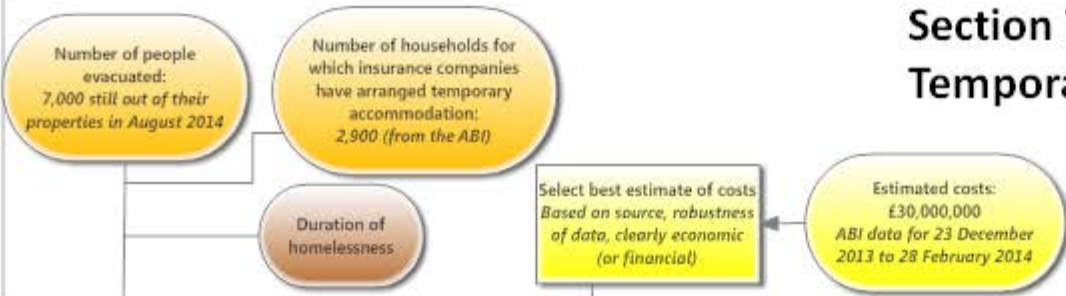 Section
Tempora
Number of people
evacuated:
7,000 still out of their
properties in August 2014
Number of households for
which insurance companies
have arranged temporary
accommodation:
2,900 (from the ABI)
Duration of
homelessness
Select best estimate of costs
Based on source, robustness
of data, clearly economic
(or financial)
Estimated costs:
£30,000,000
ABI data for 23 December
2013 to 28 February 2014